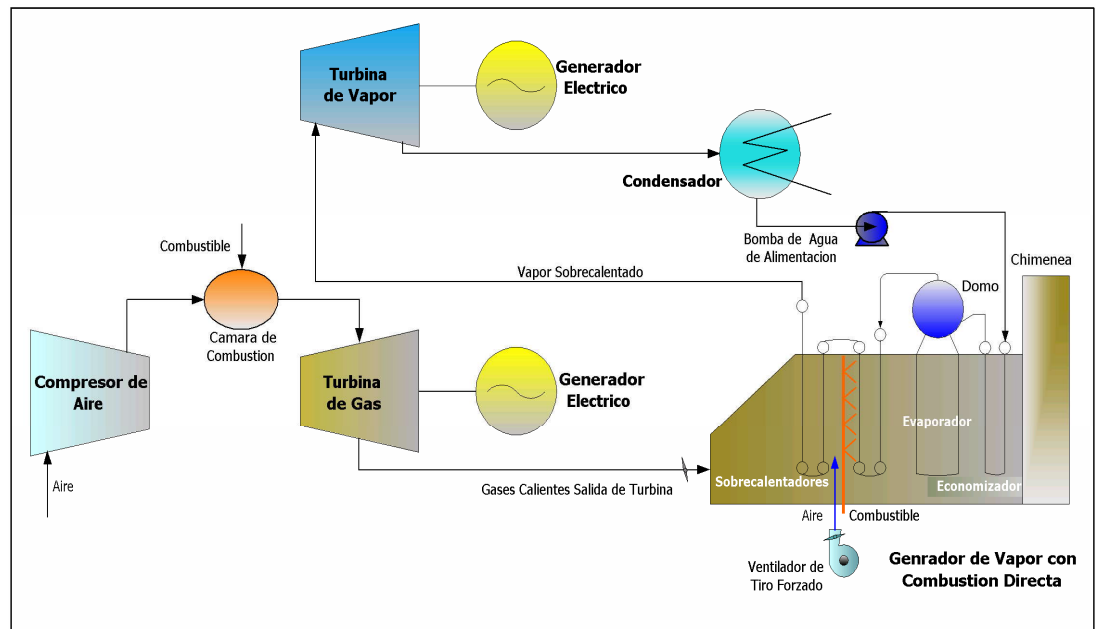 Turbina
de Vapor
Generador
Electrico
Condensador
Bomba de Agua
de Alimentacion
Chimenea
Combustible
Vapor Sobrecalentado
Domo
Camara de
Combustion
Compresor de
Aire
Turbina
de Gas
Generador
Electrico
Evaporador
Aire
Gases Calientes Salida de Turbina
Sobrecalentadores
Economizador
Aire
Combustible
Ventilador de
Tiro Forzado
Genrador de Vapor con
Combustion Directa